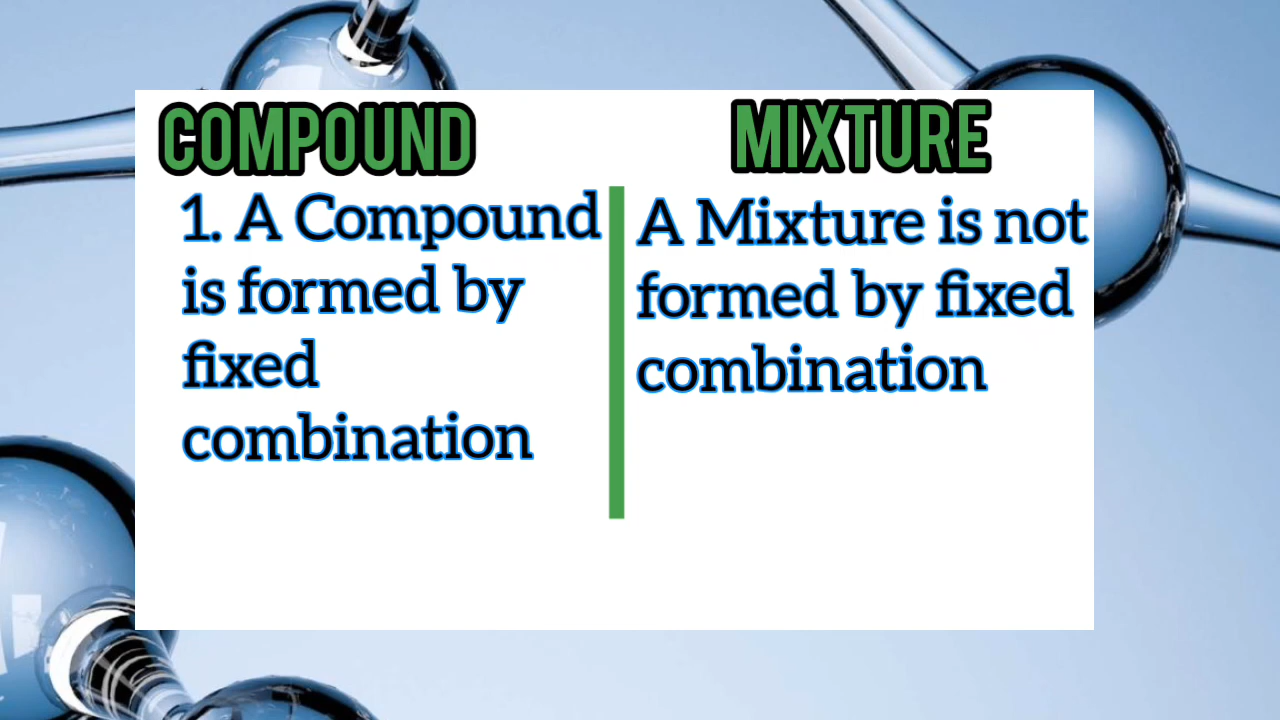 COMPOUND
1. A Compound
is formed by
fixed
combination
MIXTURE
A Mixture is not
formed by fixed
combination